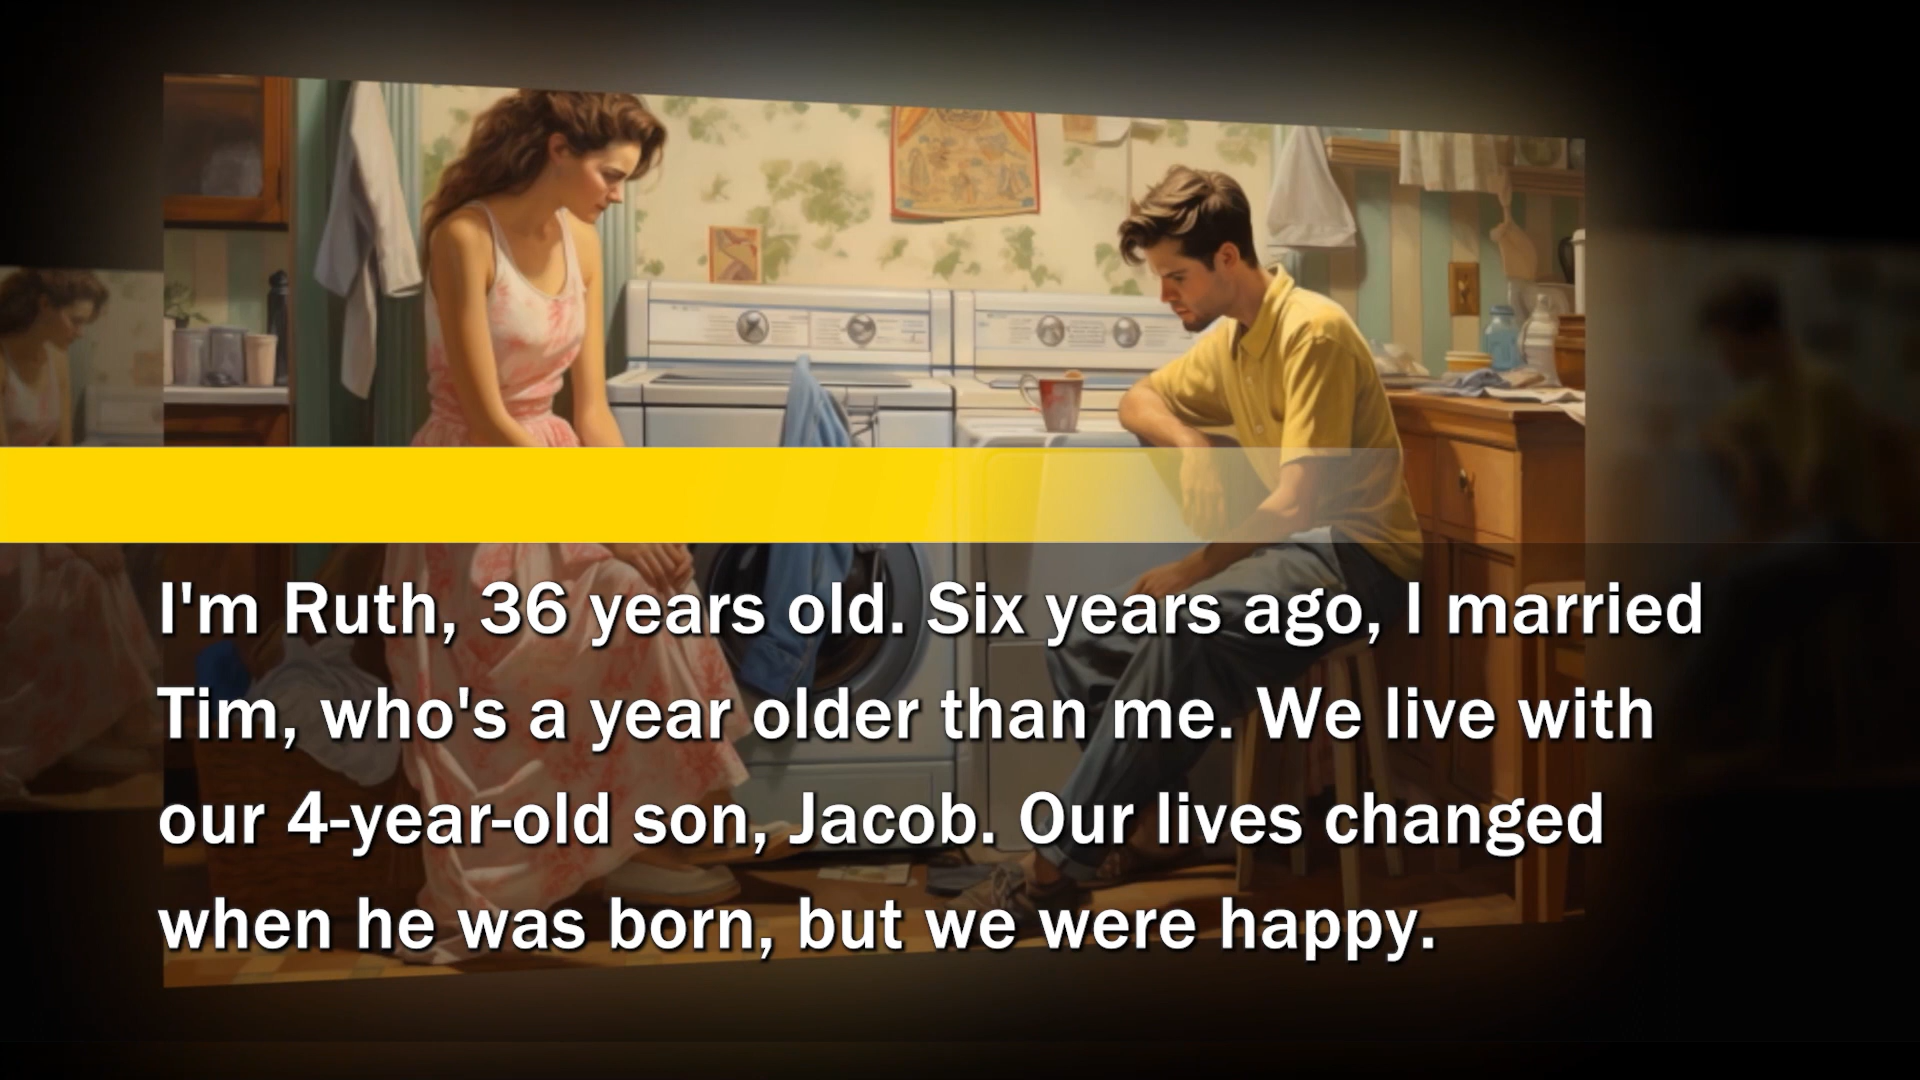 I'm Ruth, 36 years old. Six years ago, I married
Tim, who's a year older than me. We live with
our 4-year-old son, Jacob. Our lives changed
when he was born, but we were happy.